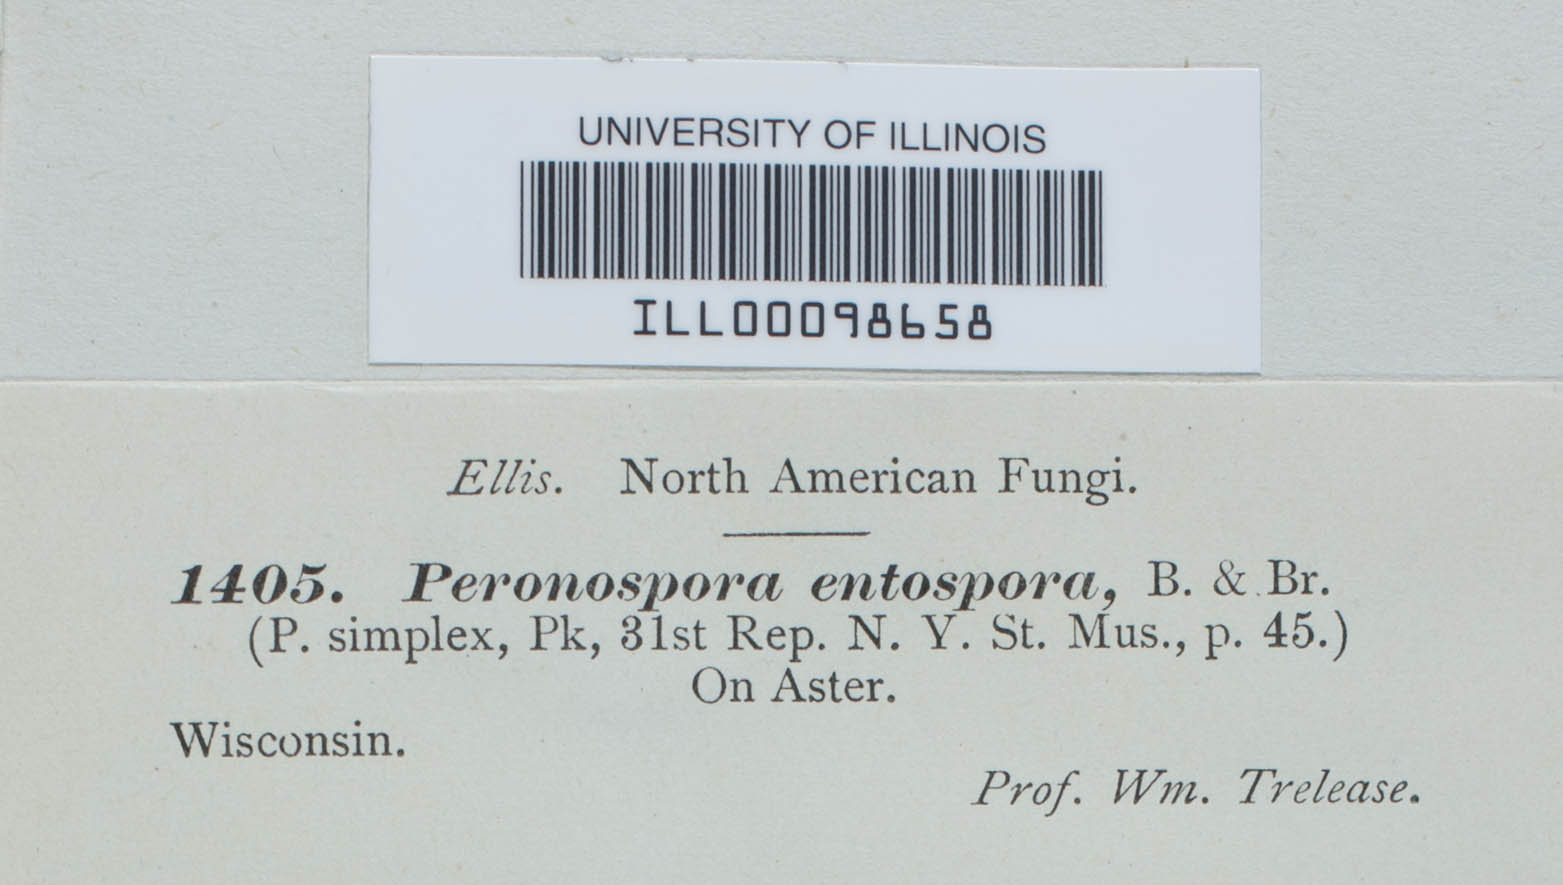 UNIVERSITY OF ILLINOIS
ILL00098658
Ellis. North American Fungi.
1405. Peronospora entospora, B. & Br.
(P. simplex, Pk, 31st Rep. N. Y. St. Mus., p. 45.)
On Aster.
Wisconsin.
Prof. Wm. Trelease.